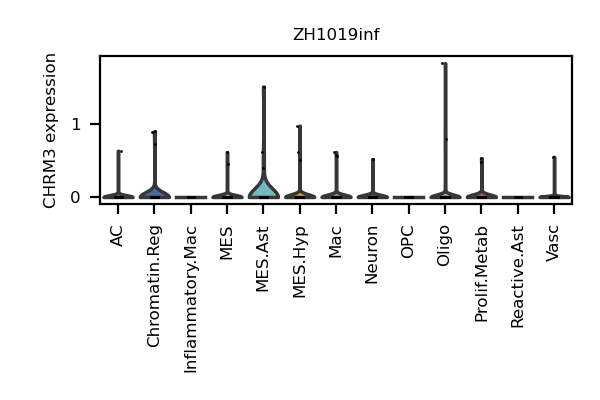 ZH1019inf
CHRM3 expression
1
0
AC
Chromatin.Reg
Inflammatory.Mac
MES
MES.Ast
MES.Hyp
Mac
Neuron
OPC
Oligo
Prolif.Metab
Reactive.Ast
Vasc